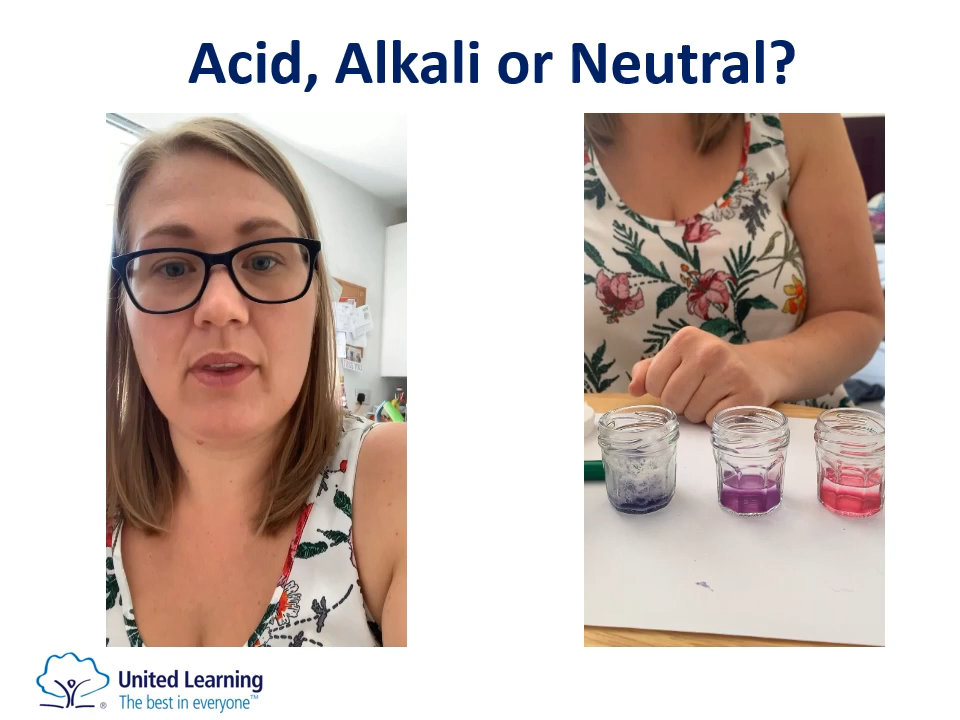 Acid, Alkali or Neutral?
United Learning
®
The best in everyone™